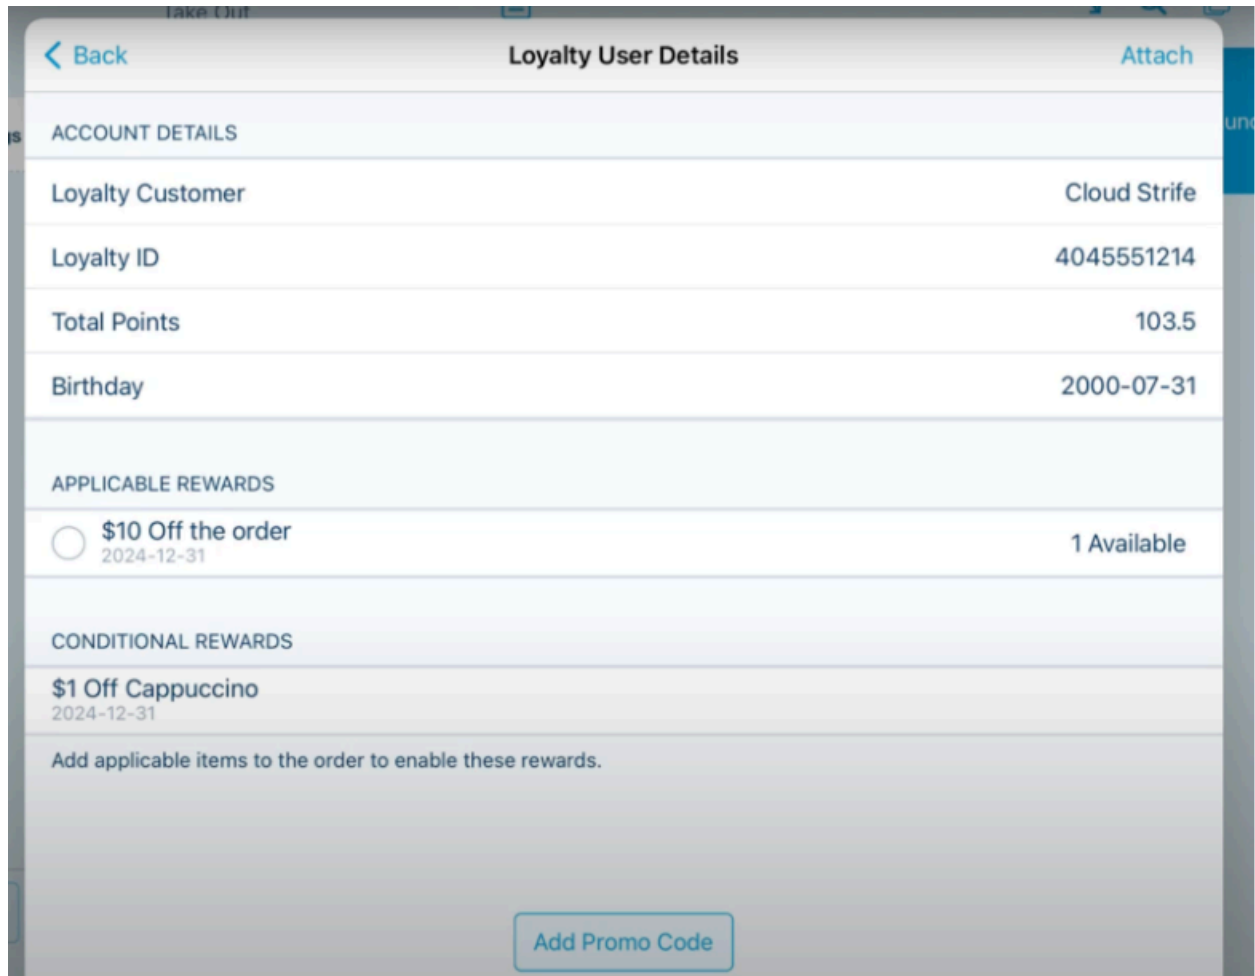 Take Out
Back
Loyalty User Details
Attach
ACCOUNT DETAILS
Loyalty Customer
Cloud Strife
Loyalty ID
4045551214
Total Points
103.5
Birthday
2000-07-31
APPLICABLE REWARDS
$10 Off the order
2024-12-31
1 Available
CONDITIONAL REWARDS
$1 Off Cappuccino
2024-12-31
Add applicable items to the order to enable these rewards.
Add Promo Code